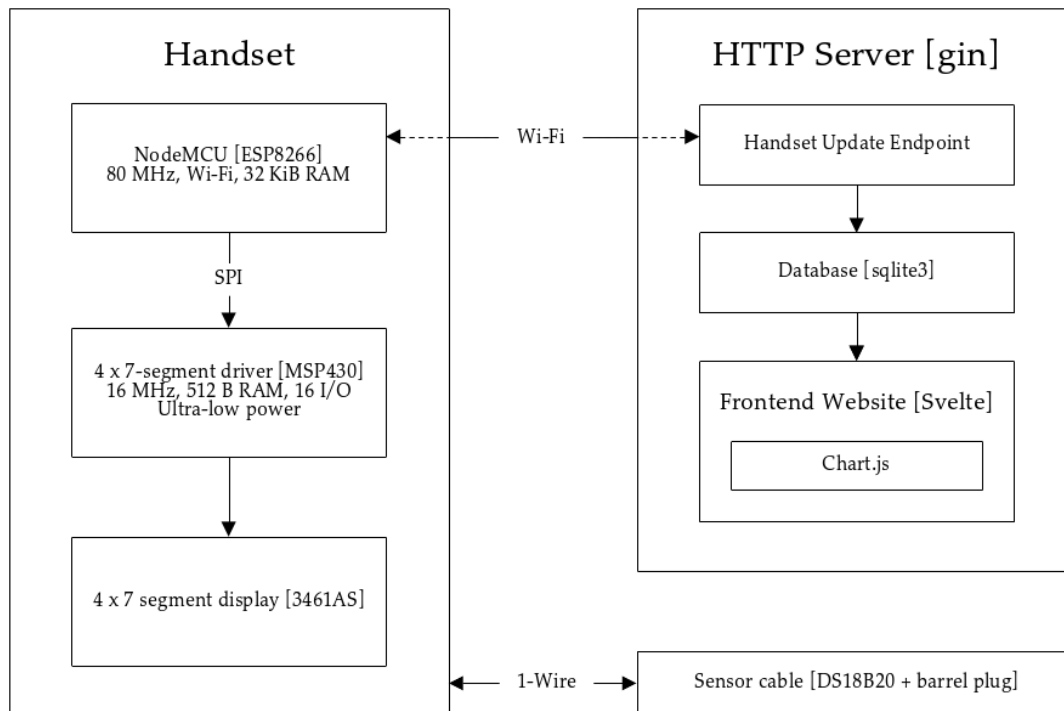 Handset
NodeMCU [ESP8266]
80 MHz, Wi-Fi, 32 KiB RAM
SPI
4 x 7-segment driver [MSP430]
16 MHz, 512 B RAM, 16 I/O
Ultra-low power
4 x 7 segment display [3461AS]
Wi-Fi
1-Wire
HTTP Server [gin]
Handset Update Endpoint
Database [sqlite3]
Frontend Website [Svelte]
Chart.js
Sensor cable [DS18B20 + barrel plug]